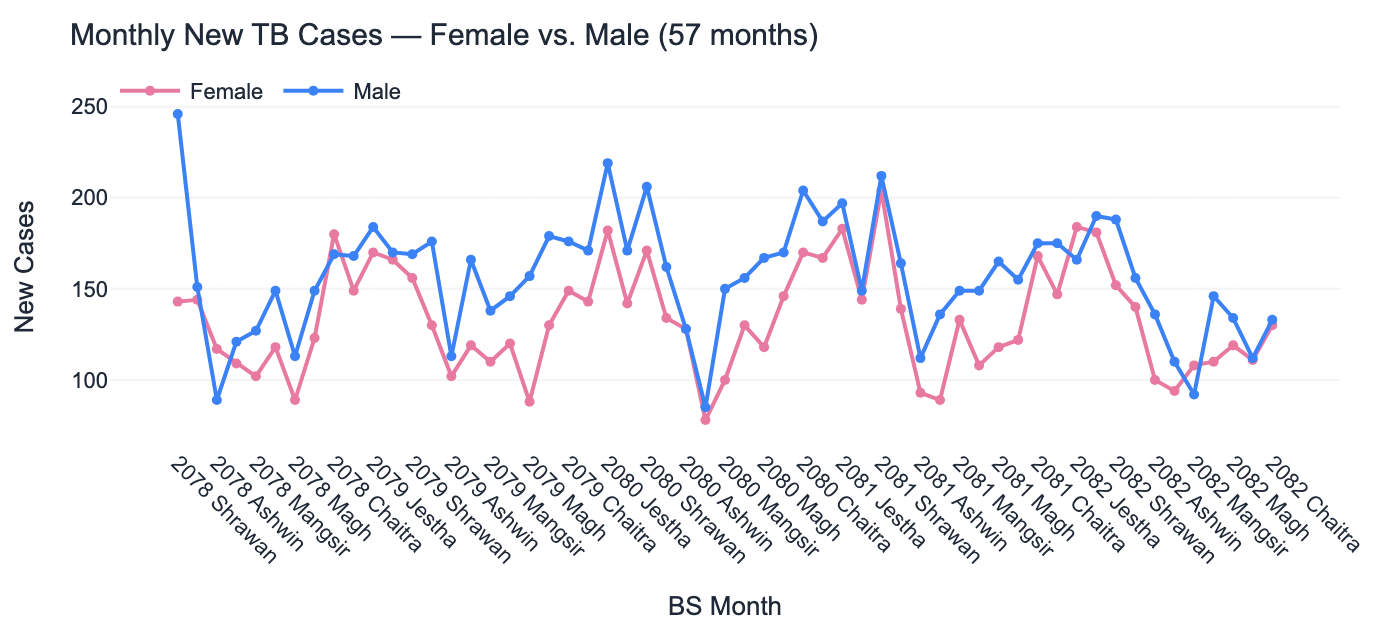 Monthly New TB Cases — Female vs. Male (57 months)
Female
Male
250
200
150
100
New Cases
2078 Shrawan
2078 Ashwin
2078 Mangsir
2078 Magh
2078 Chaitra
2079 Jestha
2079 Shrawan
2079 Ashwin
2079 Mangsir
2079 Magh
2079 Chaitra
2080 Jestha
2080 Shrawan
2080 Ashwin
2080 Mangsir
2080 Magh
2080 Chaitra
2081 Jestha
2081 Shrawan
2081 Ashwin
2081 Mangsir
2081 Magh
2081 Chaitra
2082 Jestha
2082 Shrawan
2082 Ashwin
2082 Mangsir
2082 Magh
2082 Chaitra
BS Month